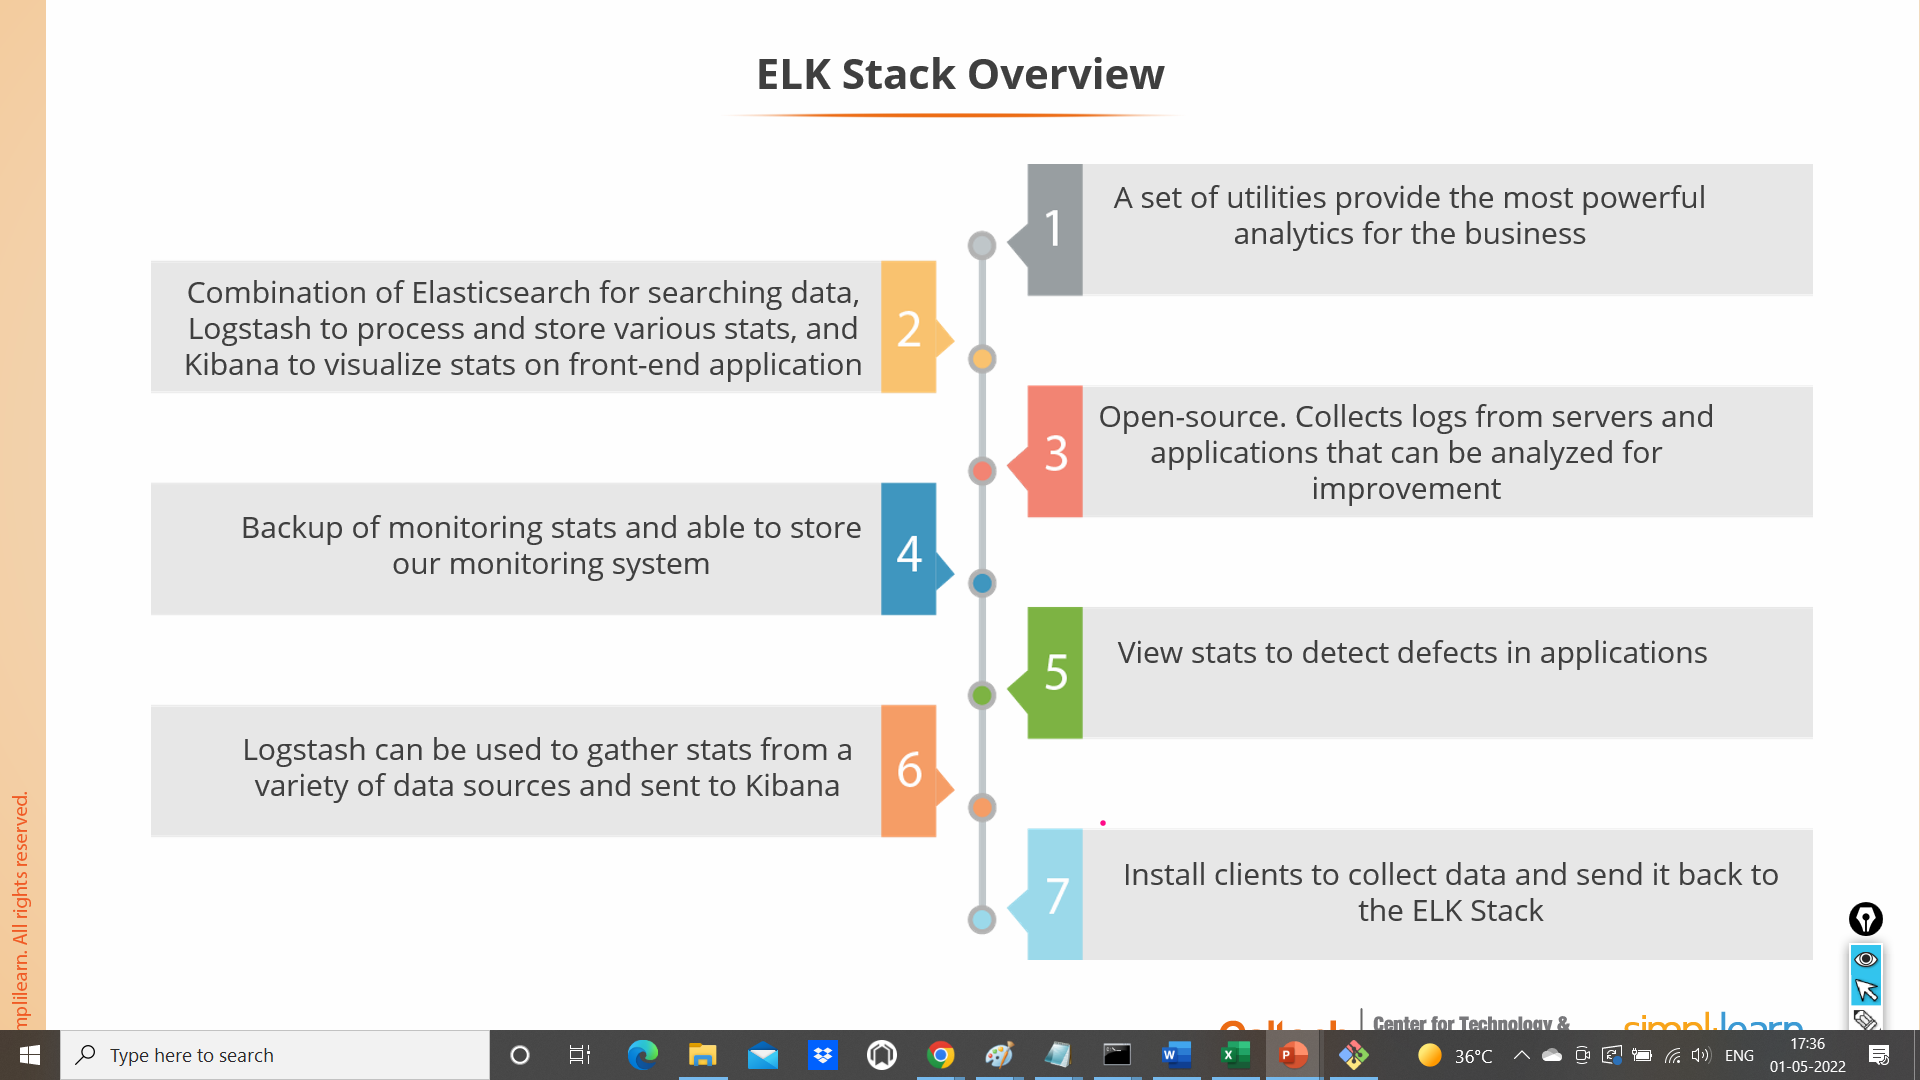 ELK Stack Overview
1
A set of utilities provide the most powerful
analytics for the business
Combination of Elasticsearch for searching data,
Logstash to process and store various stats, and
Kibana to visualize stats on front-end application
2
3
Open-source. Collects logs from servers and
applications that can be analyzed for
improvement
Backup of monitoring stats and able to store
our monitoring system
4
5
View stats to detect defects in applications
Logstash can be used to gather stats from a
variety of data sources and sent to Kibana
6
7
Install clients to collect data and send it back to
the ELK Stack
mplilearn. All rights reserved.
Center for Technology &
simplilearn
Type here to search
36°C
ENG
17:36
01-05-2022